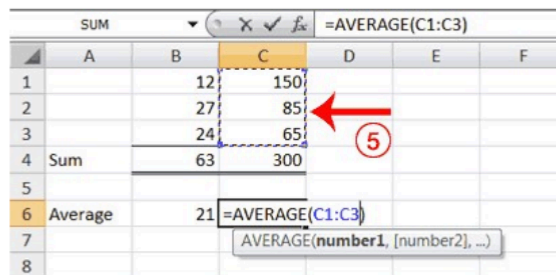 SUM fx =AVERAGE(C1:C3)
A B C D E F
1 12 150
2 27 85
3 24 65
⑤
4 Sum 63 300
5
6 Average 21 =AVERAGE(C1:C3)
7 AVERAGE(number1, [number2], ...)
8